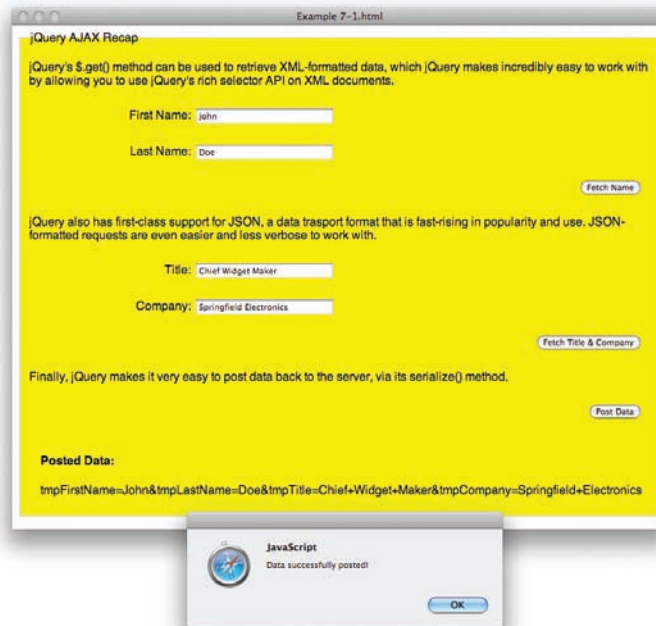 Example 7-1.html
jQuery AJAX Recap
jQuery's $.get() method can be used to retrieve XML-formatted data, which jQuery makes incredibly easy to work with
by allowing you to use jQuery's rich selector API on XML documents.
First Name: John
Last Name: Doe
Fetch Name
jQuery also has first-class support for JSON, a data trasport format that is fast-rising in popularity and use. JSON-
formatted requests are even easier and less verbose to work with.
Title: Chief Widget Maker
Company: Springfield Electronics
Fetch Title & Company
Finally, jQuery makes it very easy to post data back to the server, via its serialize() method.
Post Data
Posted Data:
tmpFirstName=John&tmpLastName=Doe&tmpTitle=Chief+Widget+Maker&tmpCompany=Springfield+Electronics
JavaScript
Data successfully posted!
OK